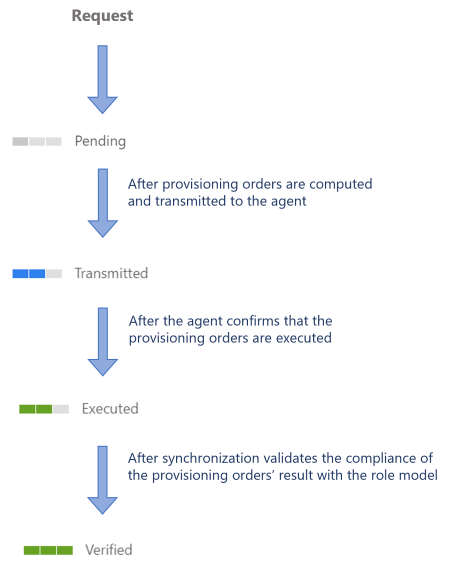 Request
Pending
After provisioning orders are computed
and transmitted to the agent
Transmitted
After the agent confirms that the
provisioning orders are executed
Executed
After synchronization validates the compliance of
the provisioning orders’ result with the role model
Verified